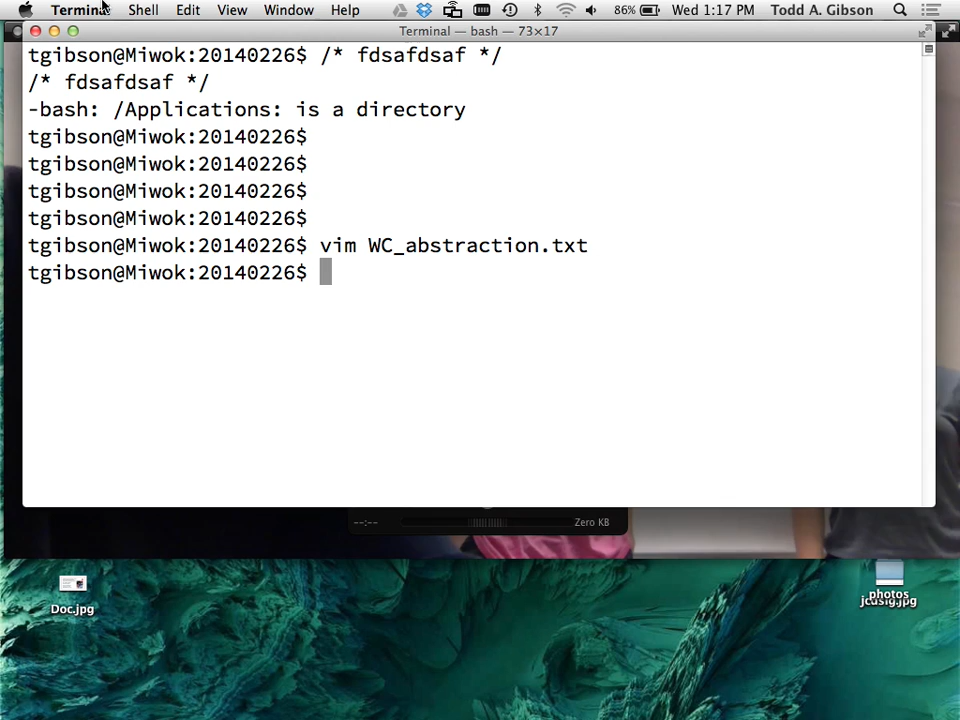 Terminal Shell Edit View Window Help 86% Wed 1:17 PM Todd A. Gibson
Terminal — bash — 73×17
tgibson@Miwok:20140226$ /* fdsafdsaf */
/* fdsafdsaf */
-bash: /Applications: is a directory
tgibson@Miwok:20140226$
tgibson@Miwok:20140226$
tgibson@Miwok:20140226$
tgibson@Miwok:20140226$
tgibson@Miwok:20140226$ vim WC_abstraction.txt
tgibson@Miwok:20140226$
--:-- Zero KB
Doc.jpg
photos
jcusig.jpg